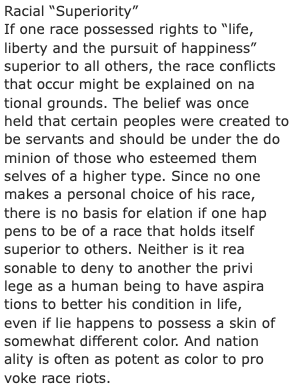 Racial “Superiority”
If one race possessed rights to “life,
liberty and the pursuit of happiness”
superior to all others, the race conflicts
that occur might be explained on na
tional grounds. The belief was once
held that certain peoples were created to
be servants and should be under the do
minion of those who esteemed them
selves of a higher type. Since no one
makes a personal choice of his race,
there is no basis for elation if one hap
pens to be of a race that holds itself
superior to others. Neither is it rea
sonable to deny to another the privi
lege as a human being to have aspira
tions to better his condition in life,
even if lie happens to possess a skin of
somewhat different color. And nation
ality is often as potent as color to pro
voke race riots.